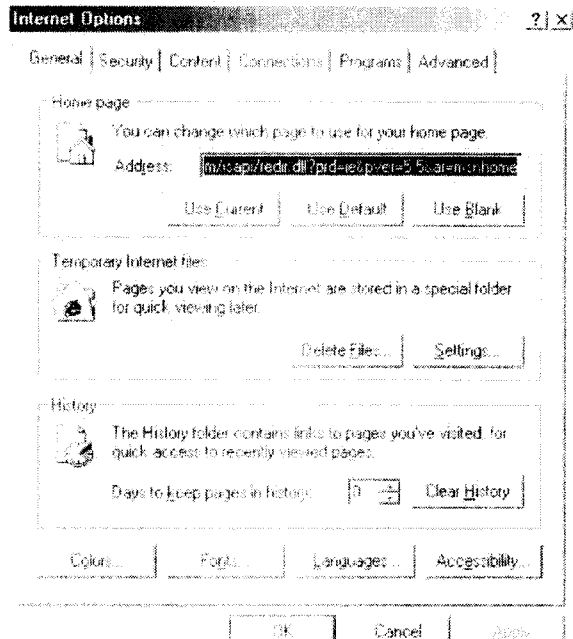 Internet Options ? ×
General Security Content Connections Programs Advanced
Home page
You can change which page to use for your home page.
Address: m/isapi/redir.dll?prd=ie&pver=5.5&ar=msnhome
Use Current Use Default Use Blank
Temporary Internet files
Pages you view on the Internet are stored in a special folder
for quick viewing later.
Delete Files... Settings...
History
The History folder contains links to pages you've visited, for
quick access to recently viewed pages.
Days to keep pages in history: Clear History
Colors... Fonts... Languages... Accessibility...
OK Cancel Apply